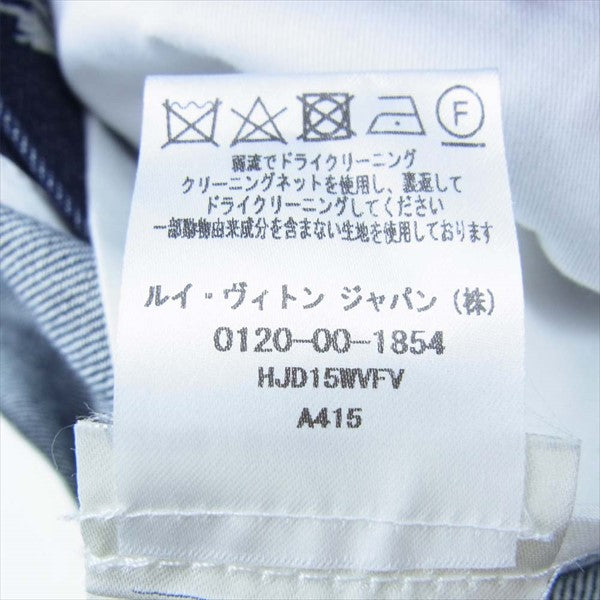 F
弱流でドライクリーニング
クリーニングネットを使用し、裏返して
ドライクリーニングしてください
一部動物由来成分を含まない生地を使用しております
ルイ・ヴィトン ジャパン (株)
0120-00-1854
HJD15WVFV
A415